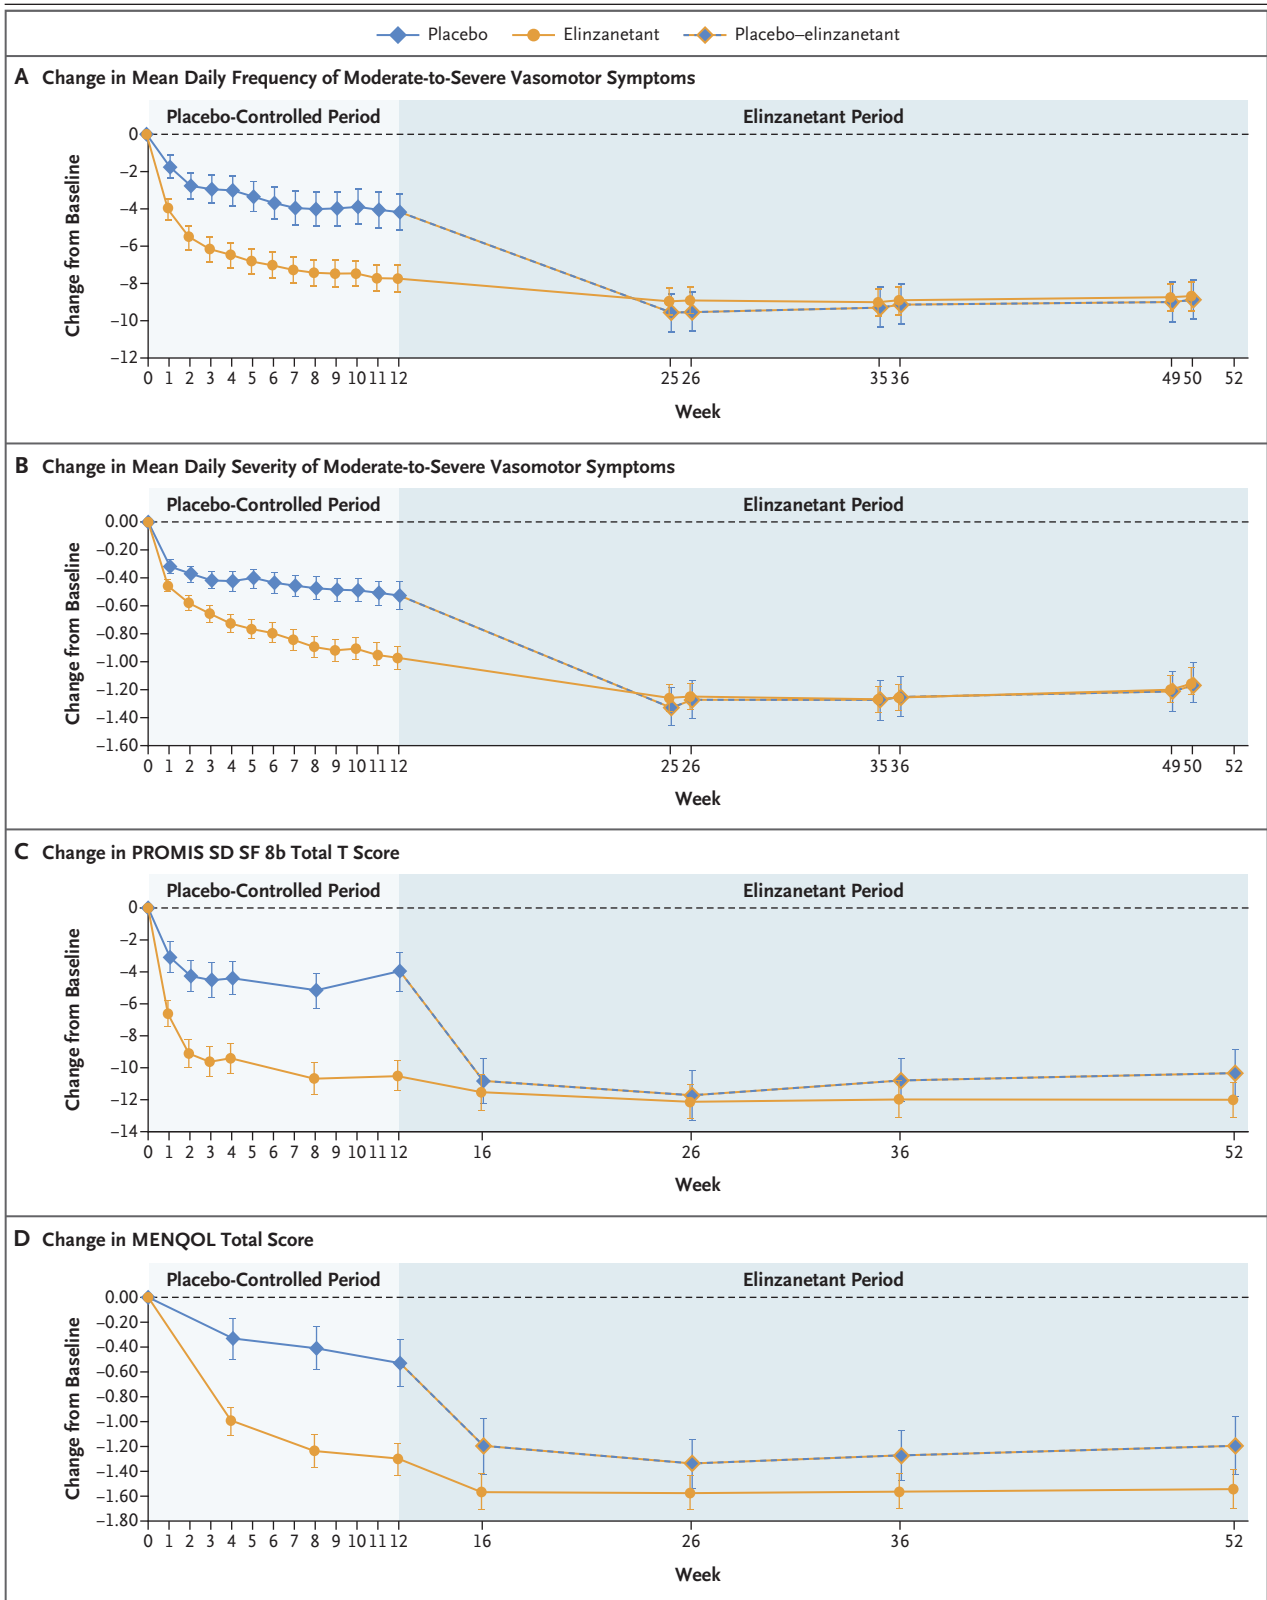 Placebo Elinzanetant Placebo–elinzanetant
A Change in Mean Daily Frequency of Moderate-to-Severe Vasomotor Symptoms
Placebo-Controlled Period Elinzanetant Period
Change from Baseline
0
−2
−4
−6
−8
−10
−12
0 1 2 3 4 5 6 7 8 9 10 11 12 25 26 35 36 49 50 52
Week
B Change in Mean Daily Severity of Moderate-to-Severe Vasomotor Symptoms
Placebo-Controlled Period Elinzanetant Period
Change from Baseline
0.00
−0.20
−0.40
−0.60
−0.80
−1.00
−1.20
−1.40
−1.60
0 1 2 3 4 5 6 7 8 9 10 11 12 25 26 35 36 49 50 52
Week
C Change in PROMIS SD SF 8b Total T Score
Placebo-Controlled Period Elinzanetant Period
Change from Baseline
0
−2
−4
−6
−8
−10
−12
−14
0 1 2 3 4 5 6 7 8 9 10 11 12 16 26 36 52
Week
D Change in MENQOL Total Score
Placebo-Controlled Period Elinzanetant Period
Change from Baseline
0.00
−0.20
−0.40
−0.60
−0.80
−1.00
−1.20
−1.40
−1.60
−1.80
0 1 2 3 4 5 6 7 8 9 10 11 12 16 26 36 52
Week